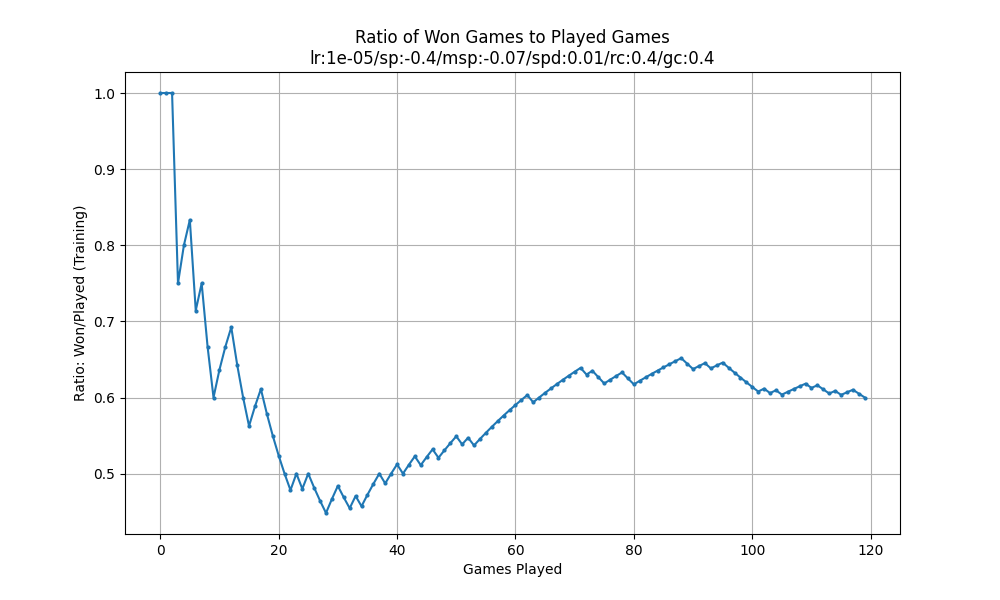 Ratio of Won Games to Played Games
lr:1e-05/sp:-0.4/msp:-0.07/spd:0.01/rc:0.4/gc:0.4
1.0
0.9
0.8
0.7
0.6
0.5
Ratio: Won/Played (Training)
0 20 40 60 80 100 120
Games Played